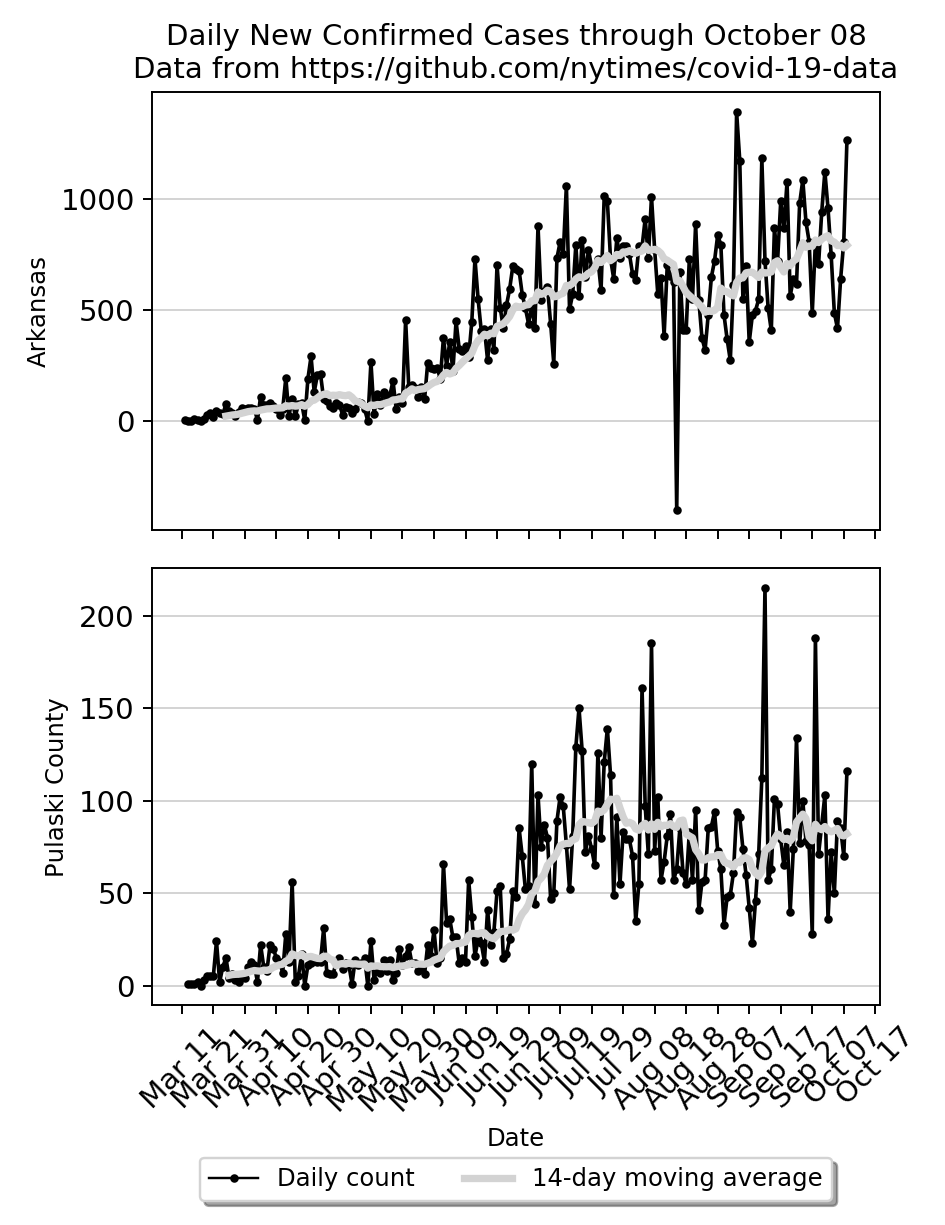 Daily New Confirmed Cases through October 08
Data from https://github.com/nytimes/covid-19-data
1000
500
0
Arkansas
200
150
100
50
0
Pulaski County
Mar 11
Mar 21
Mar 31
Apr 10
Apr 20
Apr 30
May 10
May 20
May 30
Jun 09
Jun 19
Jun 29
Jul 09
Jul 19
Jul 29
Aug 08
Aug 18
Aug 28
Sep 07
Sep 17
Sep 27
Oct 07
Oct 17
Date
Daily count
14-day moving average